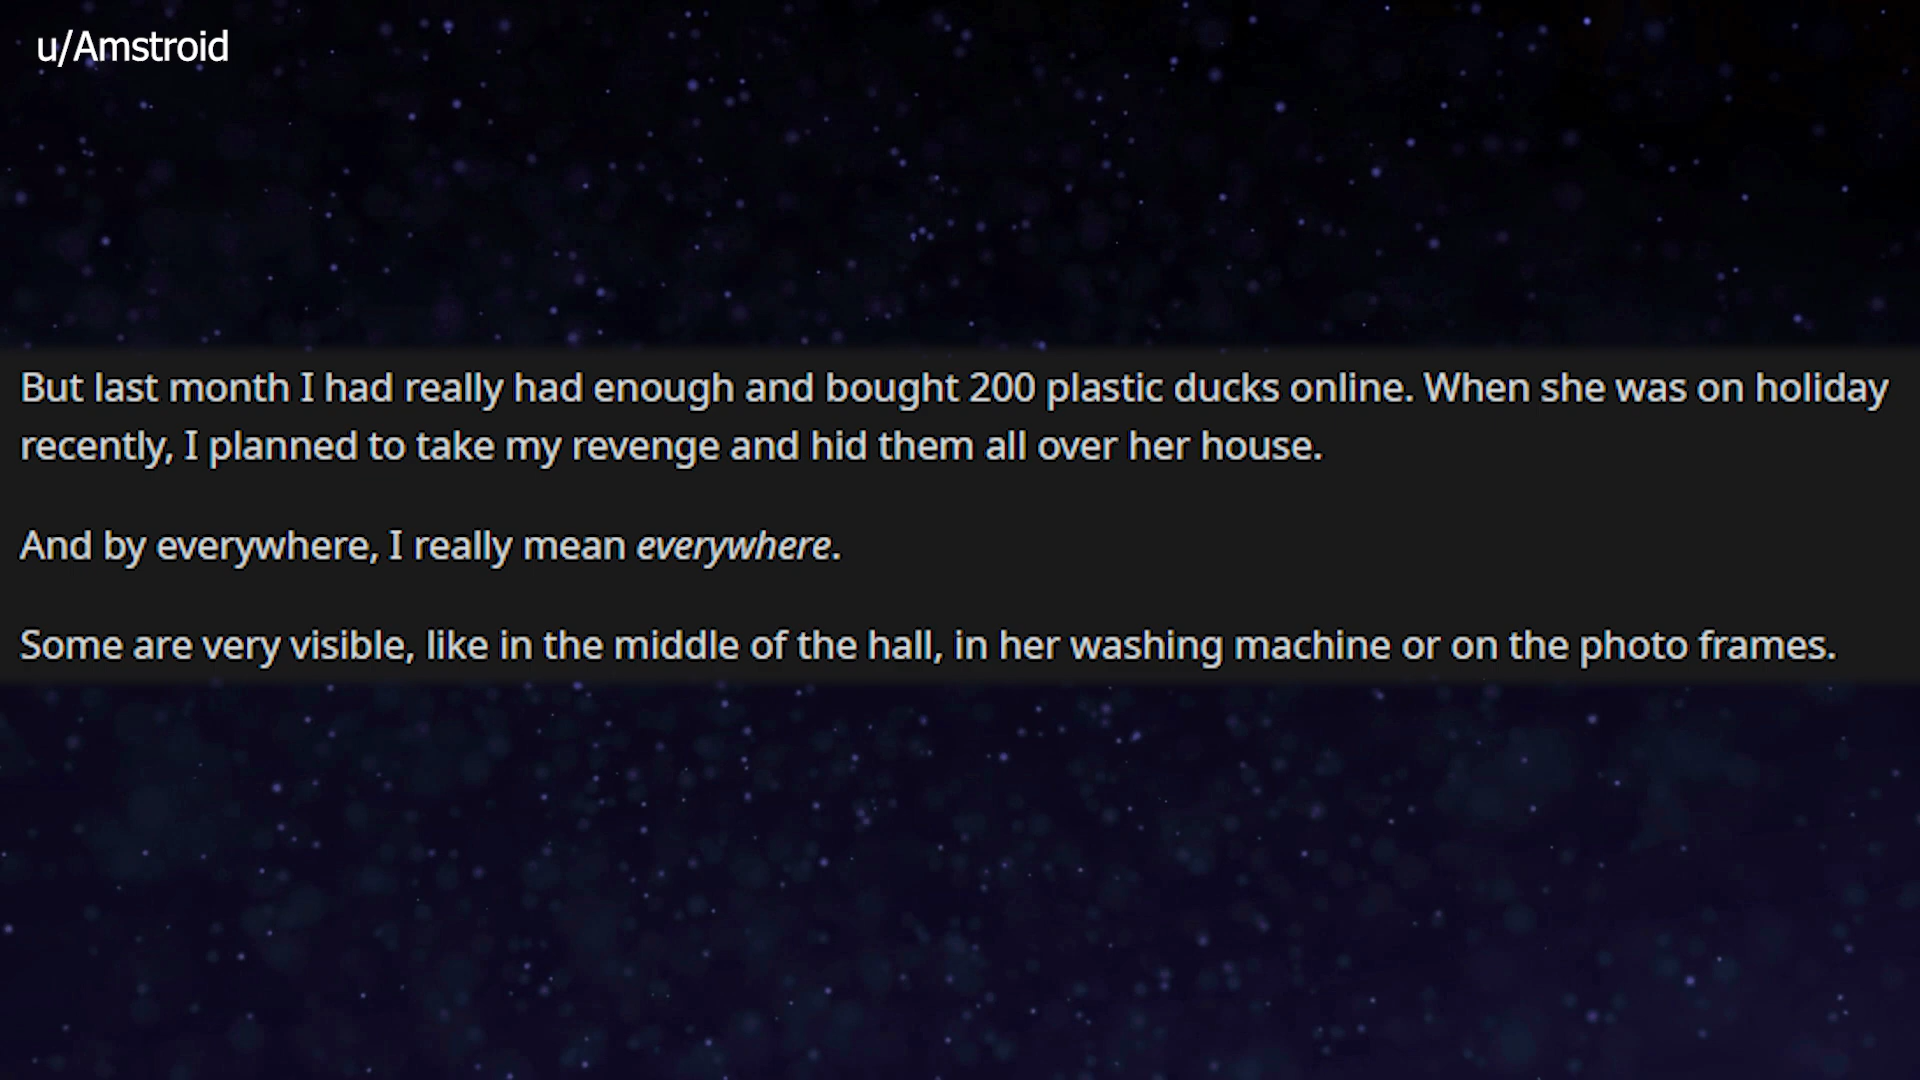 u/Amstroid
But last month I had really had enough and bought 200 plastic ducks online. When she was on holiday
recently, I planned to take my revenge and hid them all over her house.
And by everywhere, I really mean everywhere.
Some are very visible, like in the middle of the hall, in her washing machine or on the photo frames.